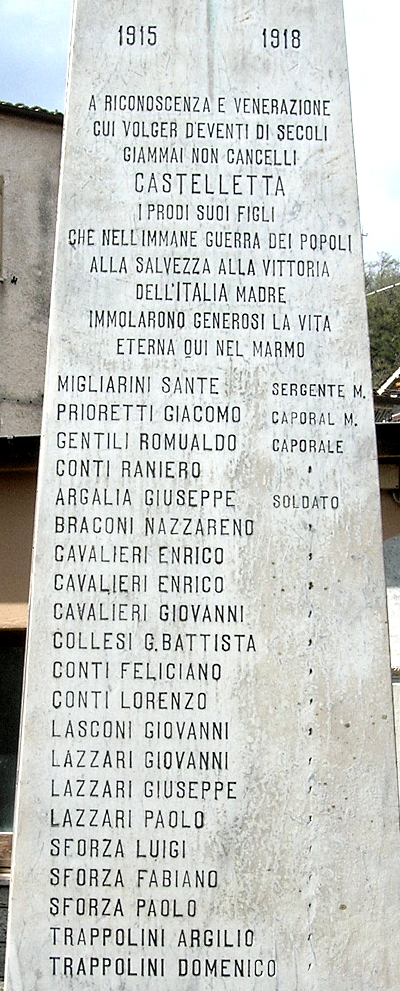 1915 1918
A RICONOSCENZA E VENERAZIONE
CUI VOLGER D'EVENTI DI SECOLI
GIAMMAI NON CANCELLI
CASTELLETTA
I PRODI SUOI FIGLI
CHE NELL'IMMANE GUERRA DEI POPOLI
ALLA SALVEZZA ALLA VITTORIA
DELL'ITALIA MADRE
IMMOLARONO GENEROSI LA VITA
ETERNA QUI NEL MARMO
MIGLIARINI SANTE SERGENTE M.
PRIORETTI GIACOMO CAPORAL M.
GENTILI ROMUALDO CAPORALE
CONTI RANIERO "
ARGALIA GIUSEPPE SOLDATO
BRACONI NAZZARENO "
CAVALIERI ENRICO "
CAVALIERI ENRICO "
CAVALIERI GIOVANNI "
COLLESI G. BATTISTA "
CONTI FELICIANO "
CONTI LORENZO "
LASCONI GIOVANNI "
LAZZARI GIOVANNI "
LAZZARI GIUSEPPE "
LAZZARI PAOLO "
SFORZA LUIGI "
SFORZA FABIANO "
SFORZA PAOLO "
TRAPPOLINI ARGILIO "
TRAPPOLINI DOMENICO "